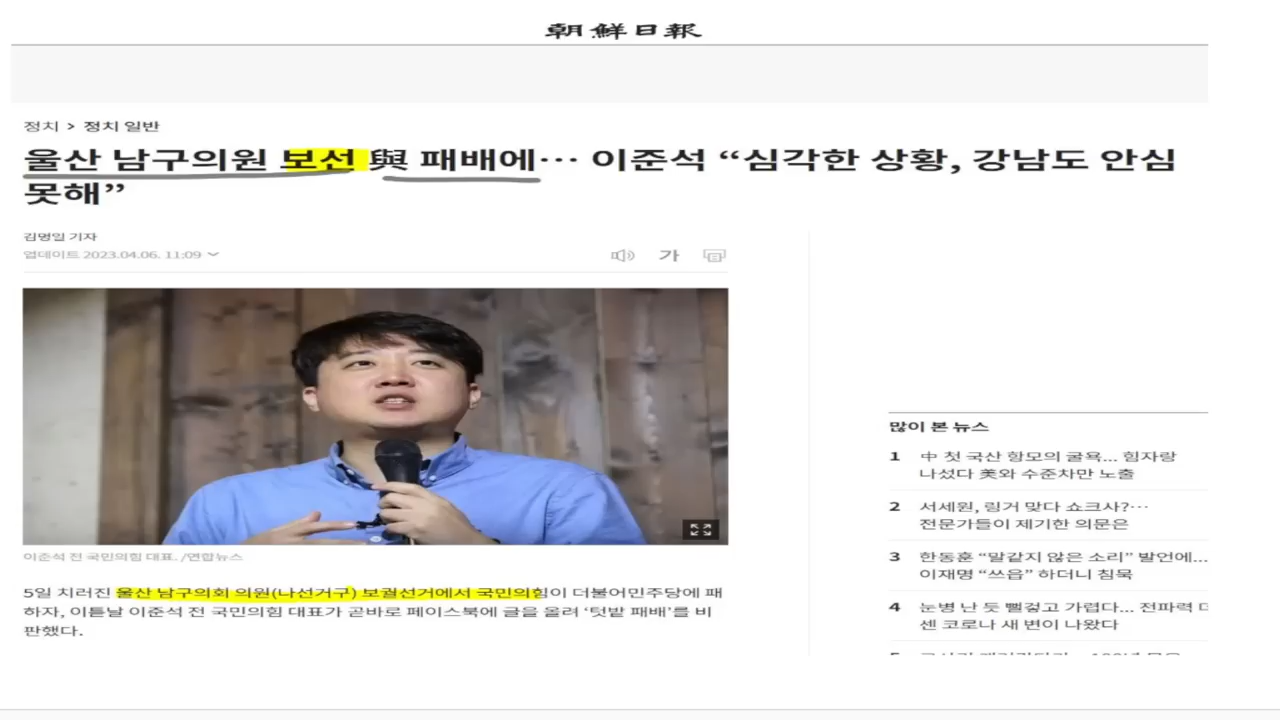 朝鮮日報
정치 > 정치 일반
울산 남구의원 보선 與 패배에… 이준석 “심각한 상황, 강남도 안심
못해”
김명일 기자
업데이트 2023.04.06. 11:09
가
이준석 전 국민의힘 대표. /연합뉴스
5일 치러진 울산 남구의회 의원(나선거구) 보궐선거에서 국민의힘이 더불어민주당에 패
하자, 이튿날 이준석 전 국민의힘 대표가 곧바로 페이스북에 글을 올려 ‘텃밭 패배’를 비
판했다.
많이 본 뉴스
1 中 첫 국산 항모의 굴욕... 힘자랑
나섰다 美와 수준차만 노출
2 서세원, 링거 맞다 쇼크사?…
전문가들이 제기한 의문은
3 한동훈 “말같지 않은 소리” 발언에...
이재명 “쓰읍” 하더니 침묵
4 눈병 난 듯 뻘겋고 가렵다... 전파력
센 코로나 새 변이 나왔다